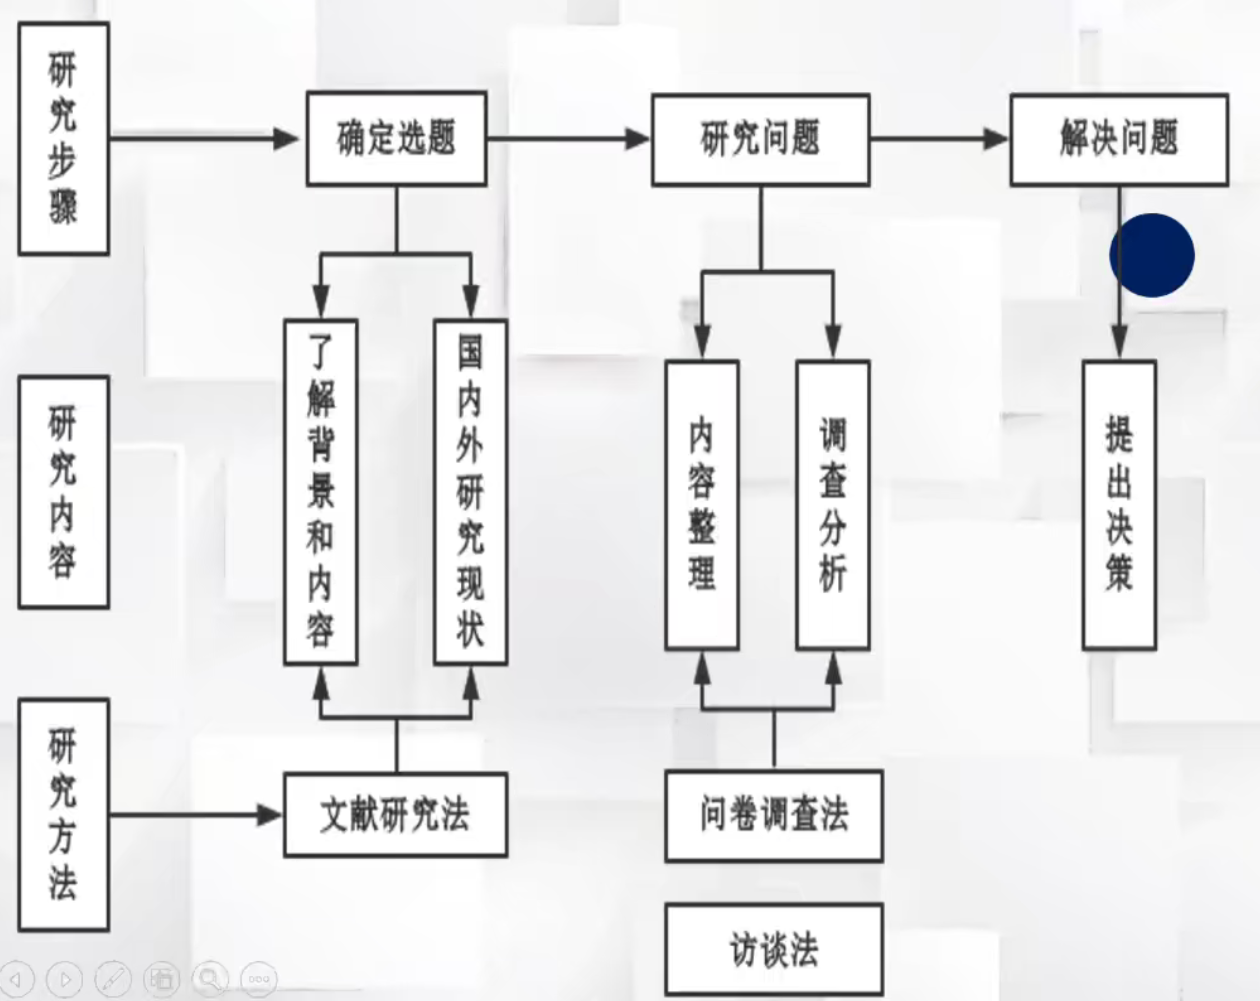 研究步骤
确定选题
研究问题
解决问题
研究内容
了解背景和内容
国内外研究现状
内容整理
调查分析
提出决策
研究方法
文献研究法
问卷调查法
访谈法